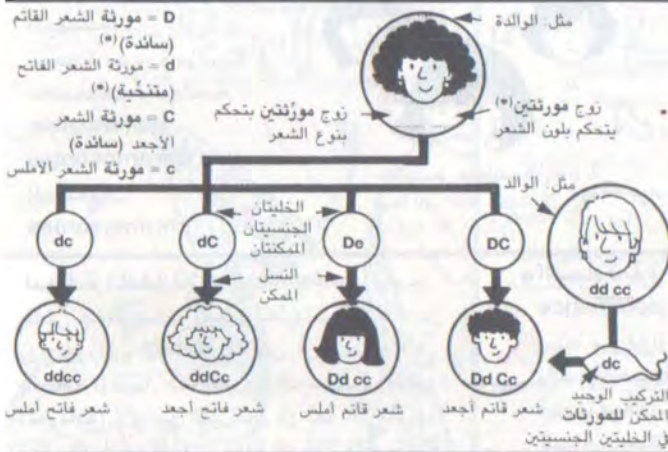 D = مورثة الشعر القاتم
(سائدة)(*)
d = مورثة الشعر الفاتح
(متنحّية)(*)
C = مورثة الشعر
الأجعد (سائدة)
c = مورثة الشعر الأملس
مثل: الوالدة
زوج مورثتين(*)
يتحكم بلون الشعر
زوج مورّثتين يتحكم
بنوع الشعر
مثل: الوالد
dd cc
الخليتان
الجنسيتان
الممكنتان
DC
Dc
dC
dc
النسل
الممكن
dc
Dd Cc
Dd cc
ddCc
ddcc
شعر قاتم أجعد
شعر قاتم أملس
شعر فاتح أجعد
شعر فاتح أملس
التركيب الوحيد
الممكن للمورثات
في الخليتين الجنسيتين